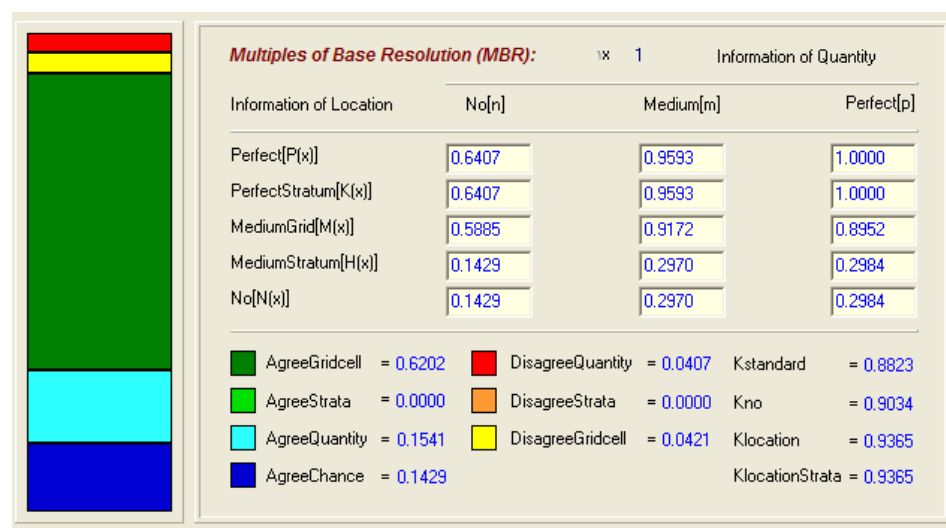 Multiples of Base Resolution (MBR): 1x 1 Information of Quantity
Information of Location No[n] Medium[m] Perfect[p]
Perfect[P(x)] 0.6407 0.9593 1.0000
PerfectStratum[K(x)] 0.6407 0.9593 1.0000
MediumGrid[M(x)] 0.5885 0.9172 0.8952
MediumStratum[H(x)] 0.1429 0.2970 0.2984
No[N(x)] 0.1429 0.2970 0.2984
AgreeGridcell = 0.6202 DisagreeQuantity = 0.0407 Kstandard = 0.8823
AgreeStrata = 0.0000 DisagreeStrata = 0.0000 Kno = 0.9034
AgreeQuantity = 0.1541 DisagreeGridcell = 0.0421 Klocation = 0.9365
AgreeChance = 0.1429 KlocationStrata = 0.9365